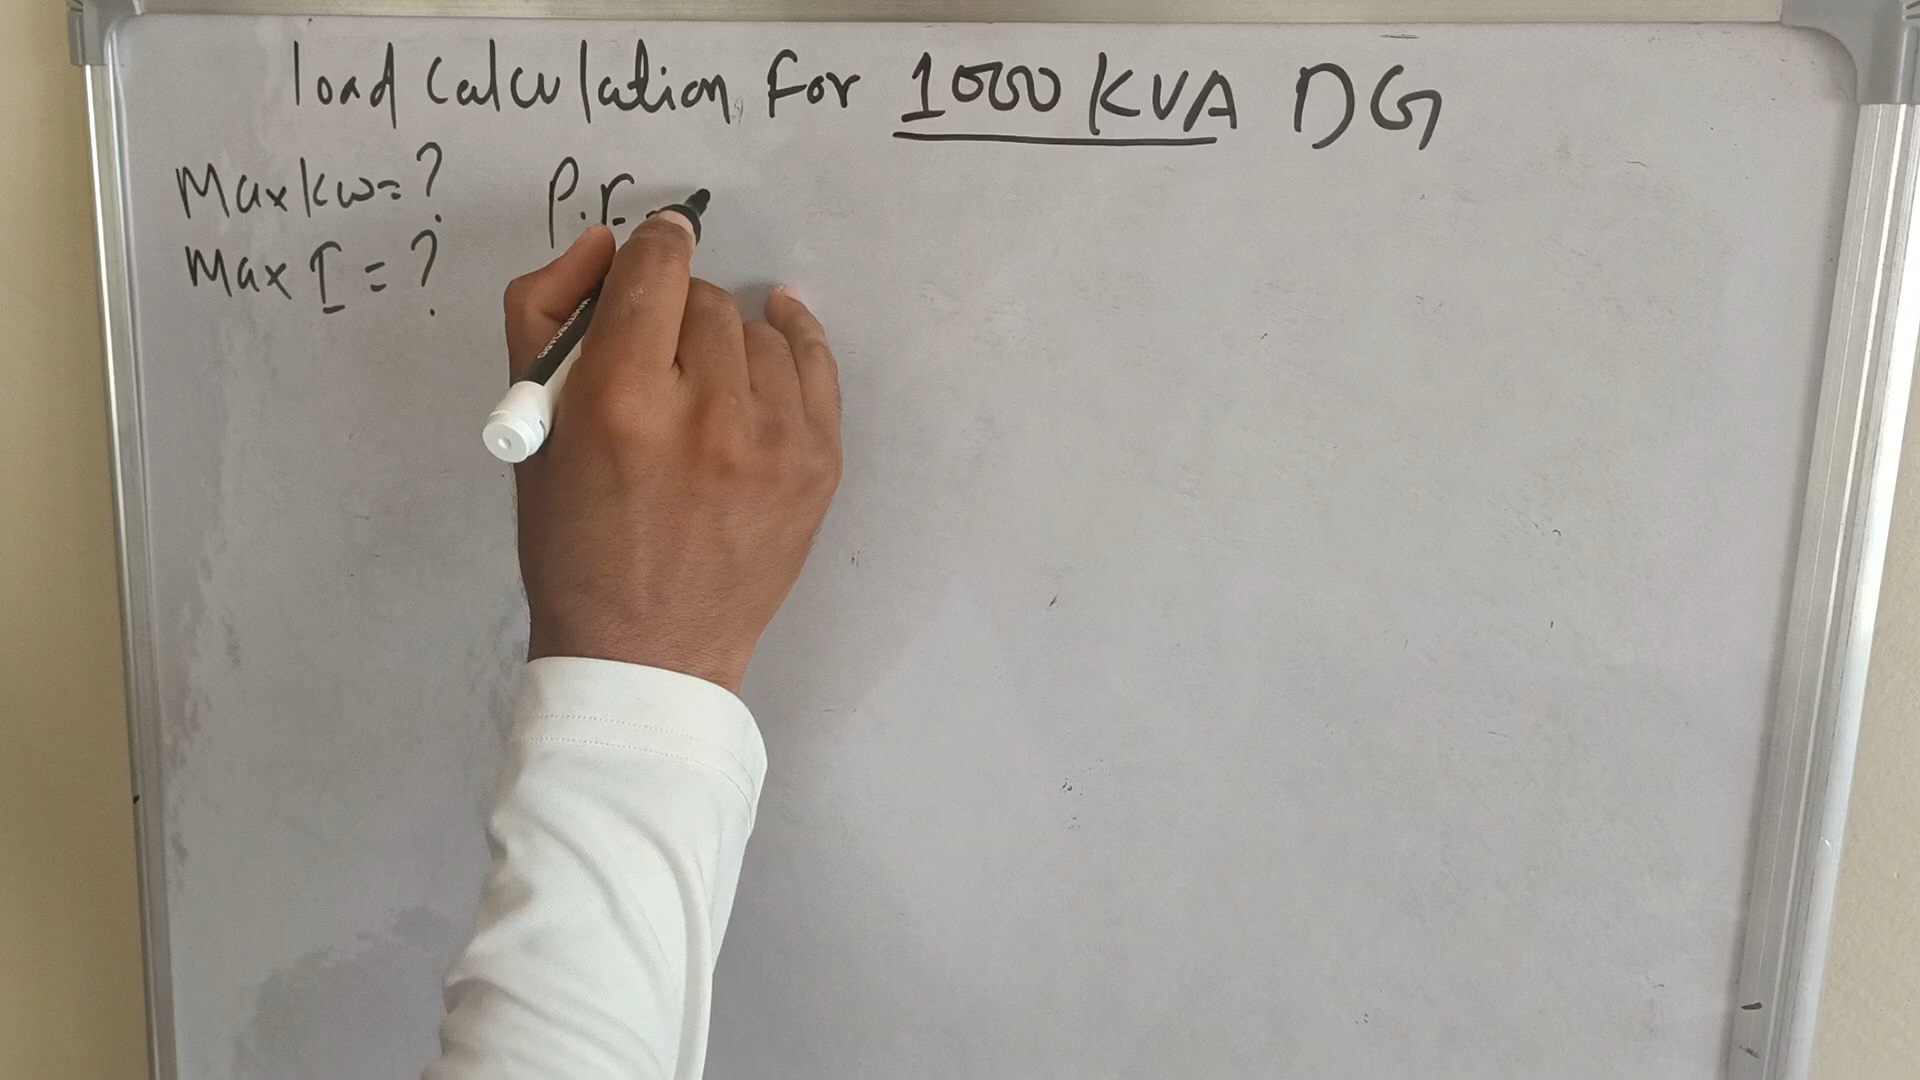 load calculation for 1000 KVA DG
Max kw = ?
P.F
Max I = ?